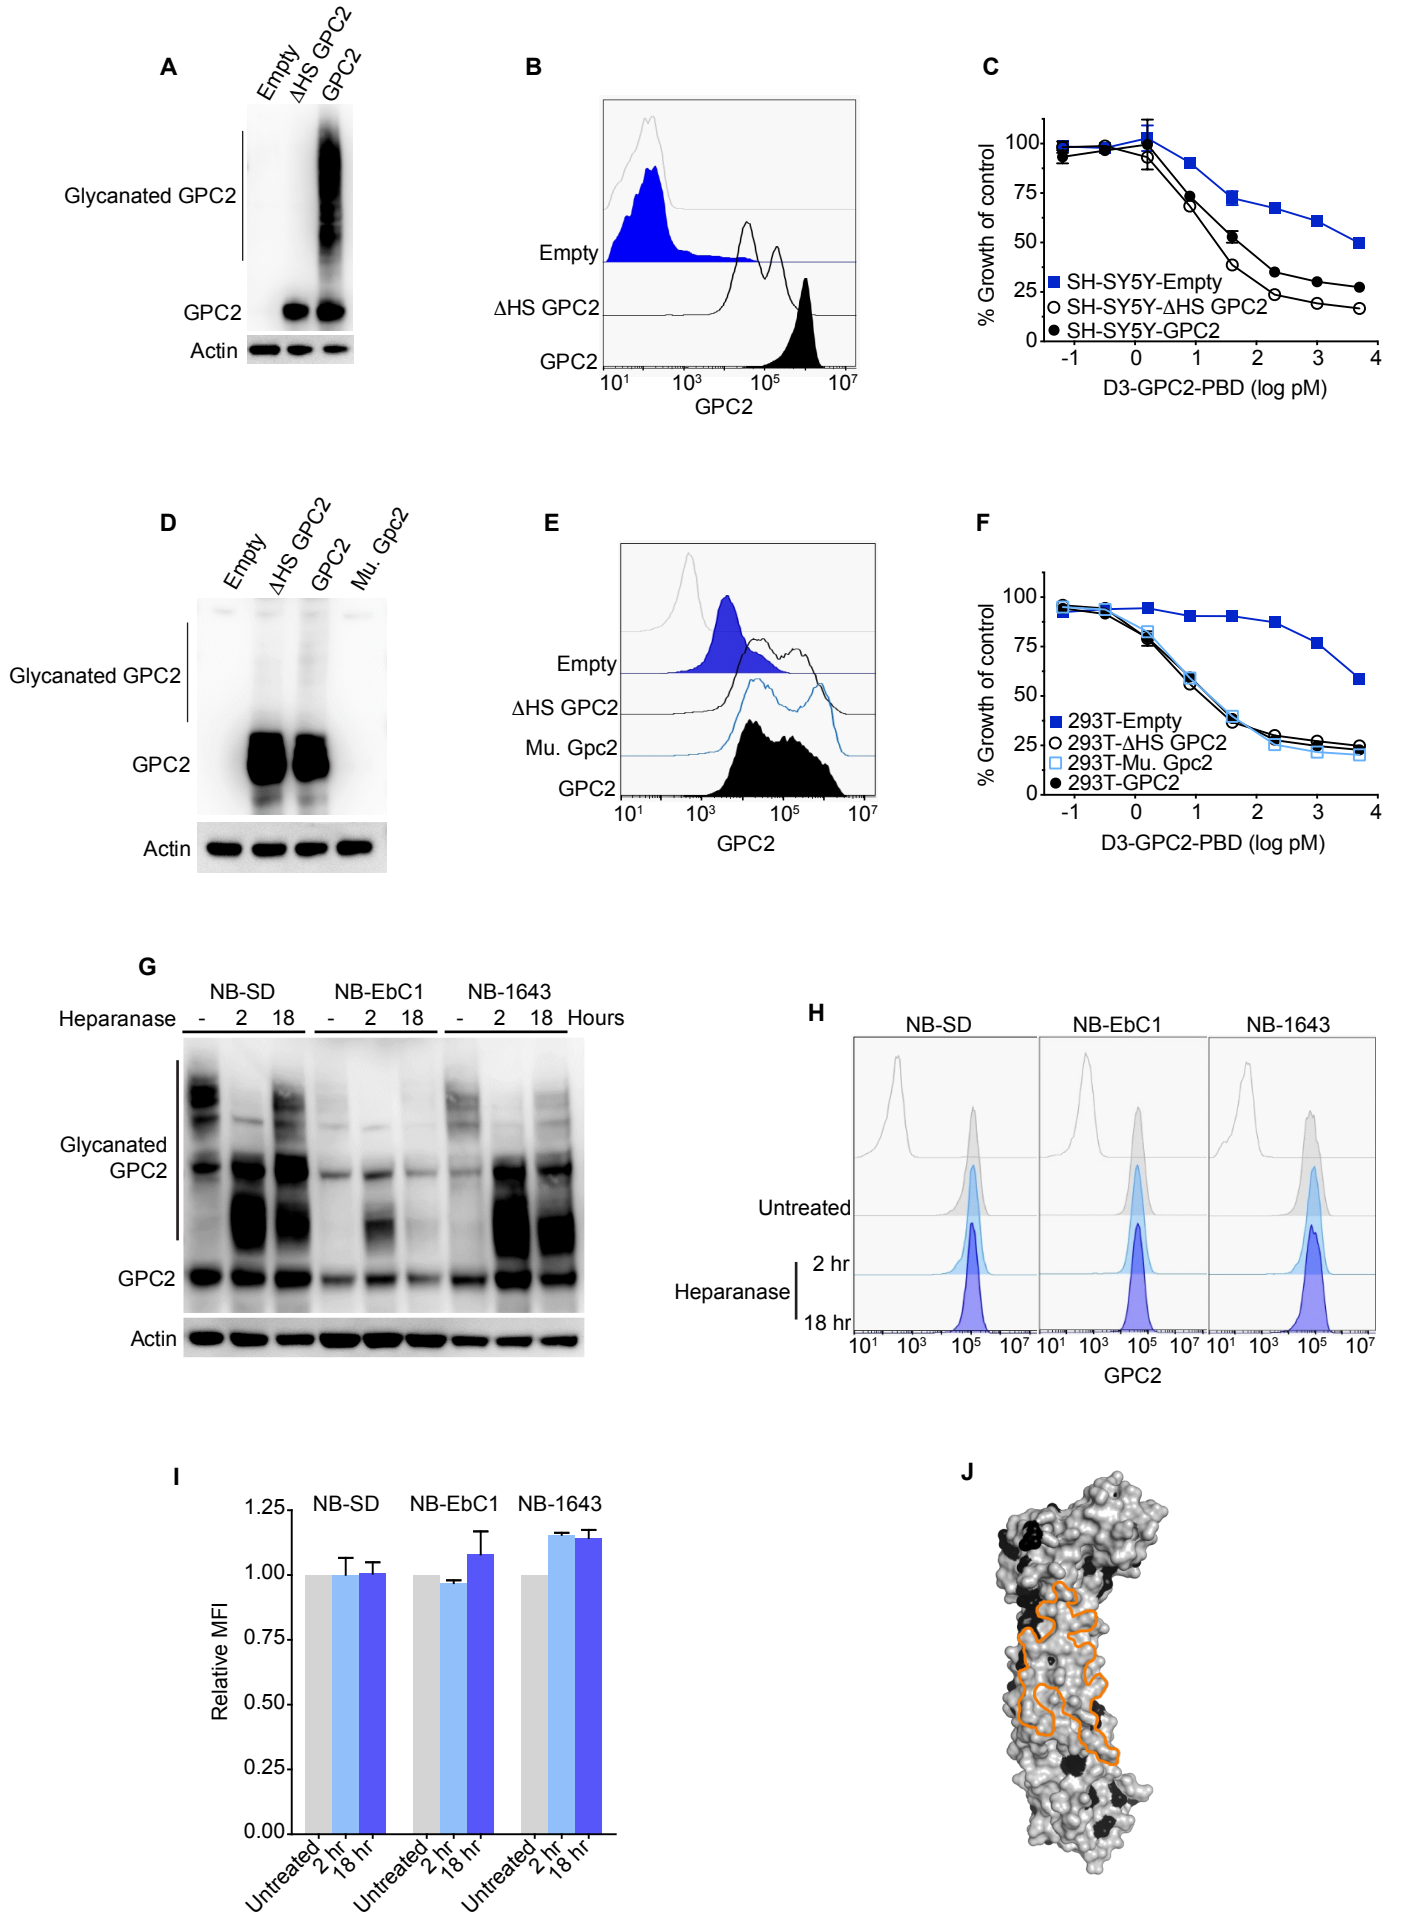 A
Empty
ΔHS GPC2
GPC2
Glycanated GPC2
GPC2
Actin
B
Empty
ΔHS GPC2
GPC2
10¹ 10³ 10⁵ 10⁷
GPC2
C
% Growth of control
100
75
50
25
0
SH-SY5Y-Empty
SH-SY5Y-ΔHS GPC2
SH-SY5Y-GPC2
-1 0 1 2 3 4
D3-GPC2-PBD (log pM)
D
Empty
ΔHS GPC2
GPC2
Mu. Gpc2
Glycanated GPC2
GPC2
Actin
E
Empty
ΔHS GPC2
Mu. Gpc2
GPC2
10¹ 10³ 10⁵ 10⁷
GPC2
F
% Growth of control
100
75
50
25
0
293T-Empty
293T-ΔHS GPC2
293T-Mu. Gpc2
293T-GPC2
-1 0 1 2 3 4
D3-GPC2-PBD (log pM)
G
NB-SD NB-EbC1 NB-1643
Heparanase - 2 18 - 2 18 - 2 18 Hours
Glycanated
GPC2
GPC2
Actin
H
NB-SD NB-EbC1 NB-1643
Untreated
2 hr
Heparanase
18 hr
10¹ 10³ 10⁵ 10⁷ 10¹ 10³ 10⁵ 10⁷ 10¹ 10³ 10⁵ 10⁷
GPC2
I
NB-SD NB-EbC1 NB-1643
Relative MFI
1.25
1.00
0.75
0.50
0.25
0.00
Untreated 2 hr 18 hr Untreated 2 hr 18 hr Untreated 2 hr 18 hr
J